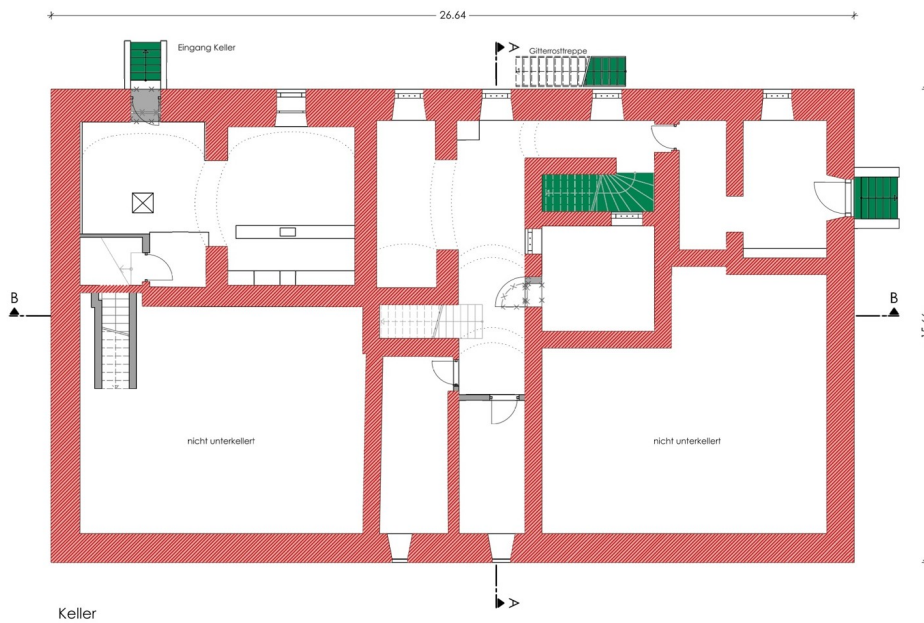 26.64
A
Eingang Keller
Gitterrosttreppe
B
B
nicht unterkellert
nicht unterkellert
A
Keller